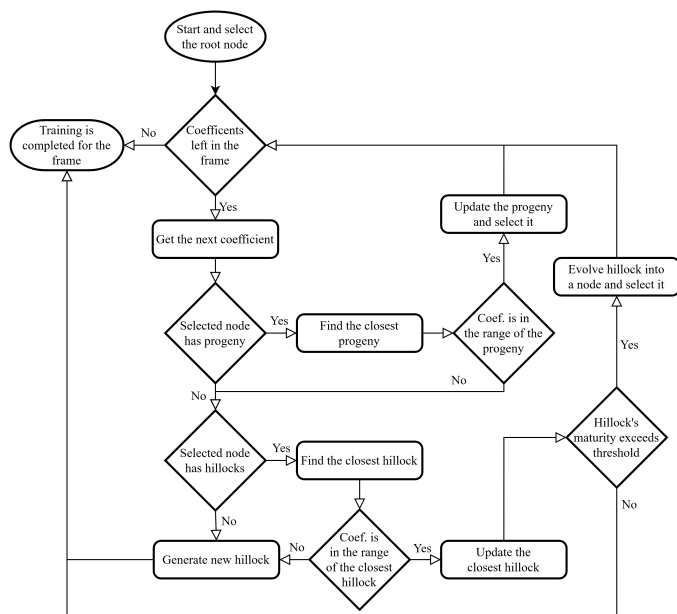 Start and select
the root node
Training is
completed for the
frame
No
Coefficents
left in the
frame
Yes
Get the next coefficient
Update the progeny
and select it
Yes
Evolve hillock into
a node and select it
Selected node
has progeny
Yes
Find the closest
progeny
Coef. is in
the range of the
progeny
Yes
No
No
Selected node
has hillocks
Yes
Find the closest hillock
Hillock's
maturity exceeds
threshold
No
No
Generate new hillock
No
Coef. is
in the range
of the closest
hillock
Yes
Update the
closest hillock